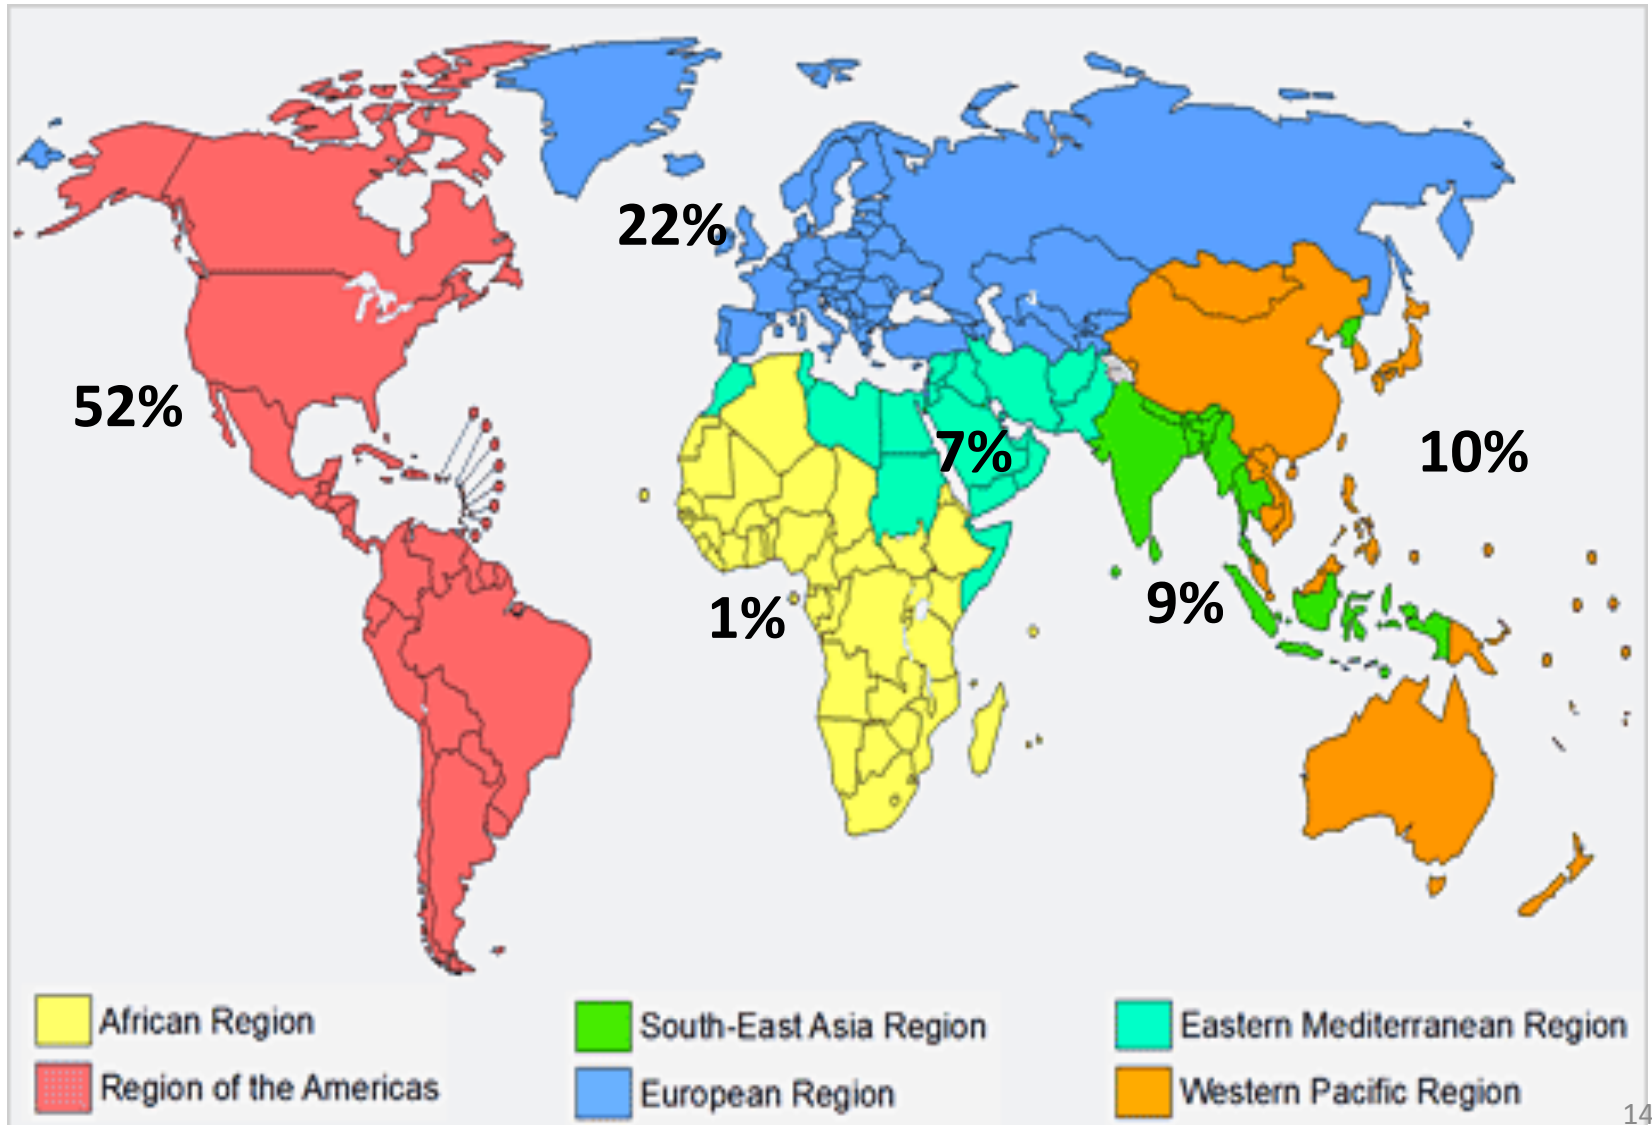 22%
52%
7%
10%
9%
1%
African Region
South-East Asia Region
Eastern Mediterranean Region
Region of the Americas
European Region
Western Pacific Region
14